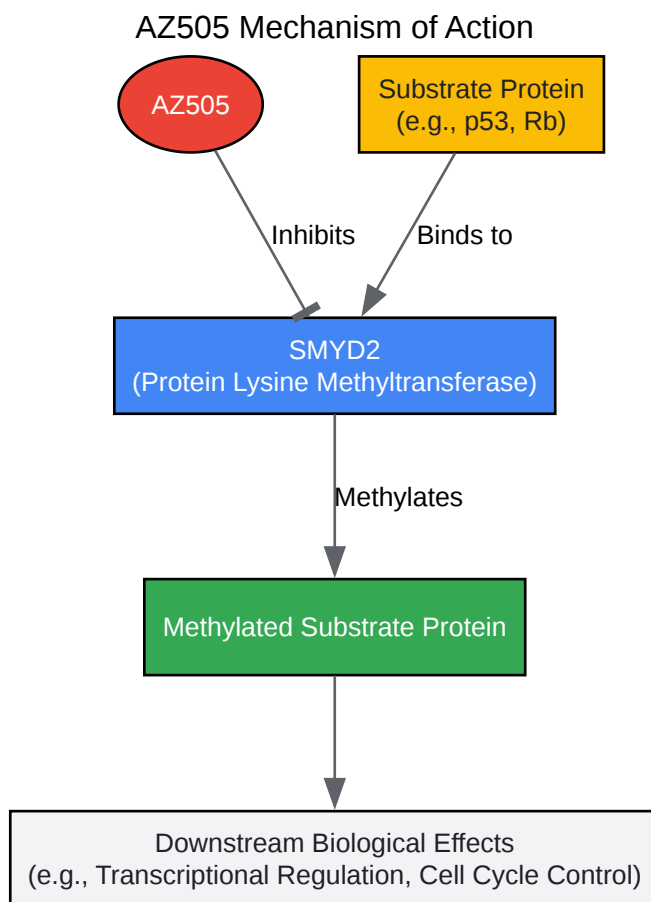 AZ505 Mechanism of Action
AZ505
Substrate Protein
(e.g., p53, Rb)
Inhibits
Binds to
SMYD2
(Protein Lysine Methyltransferase)
Methylates
Methylated Substrate Protein
Downstream Biological Effects
(e.g., Transcriptional Regulation, Cell Cycle Control)